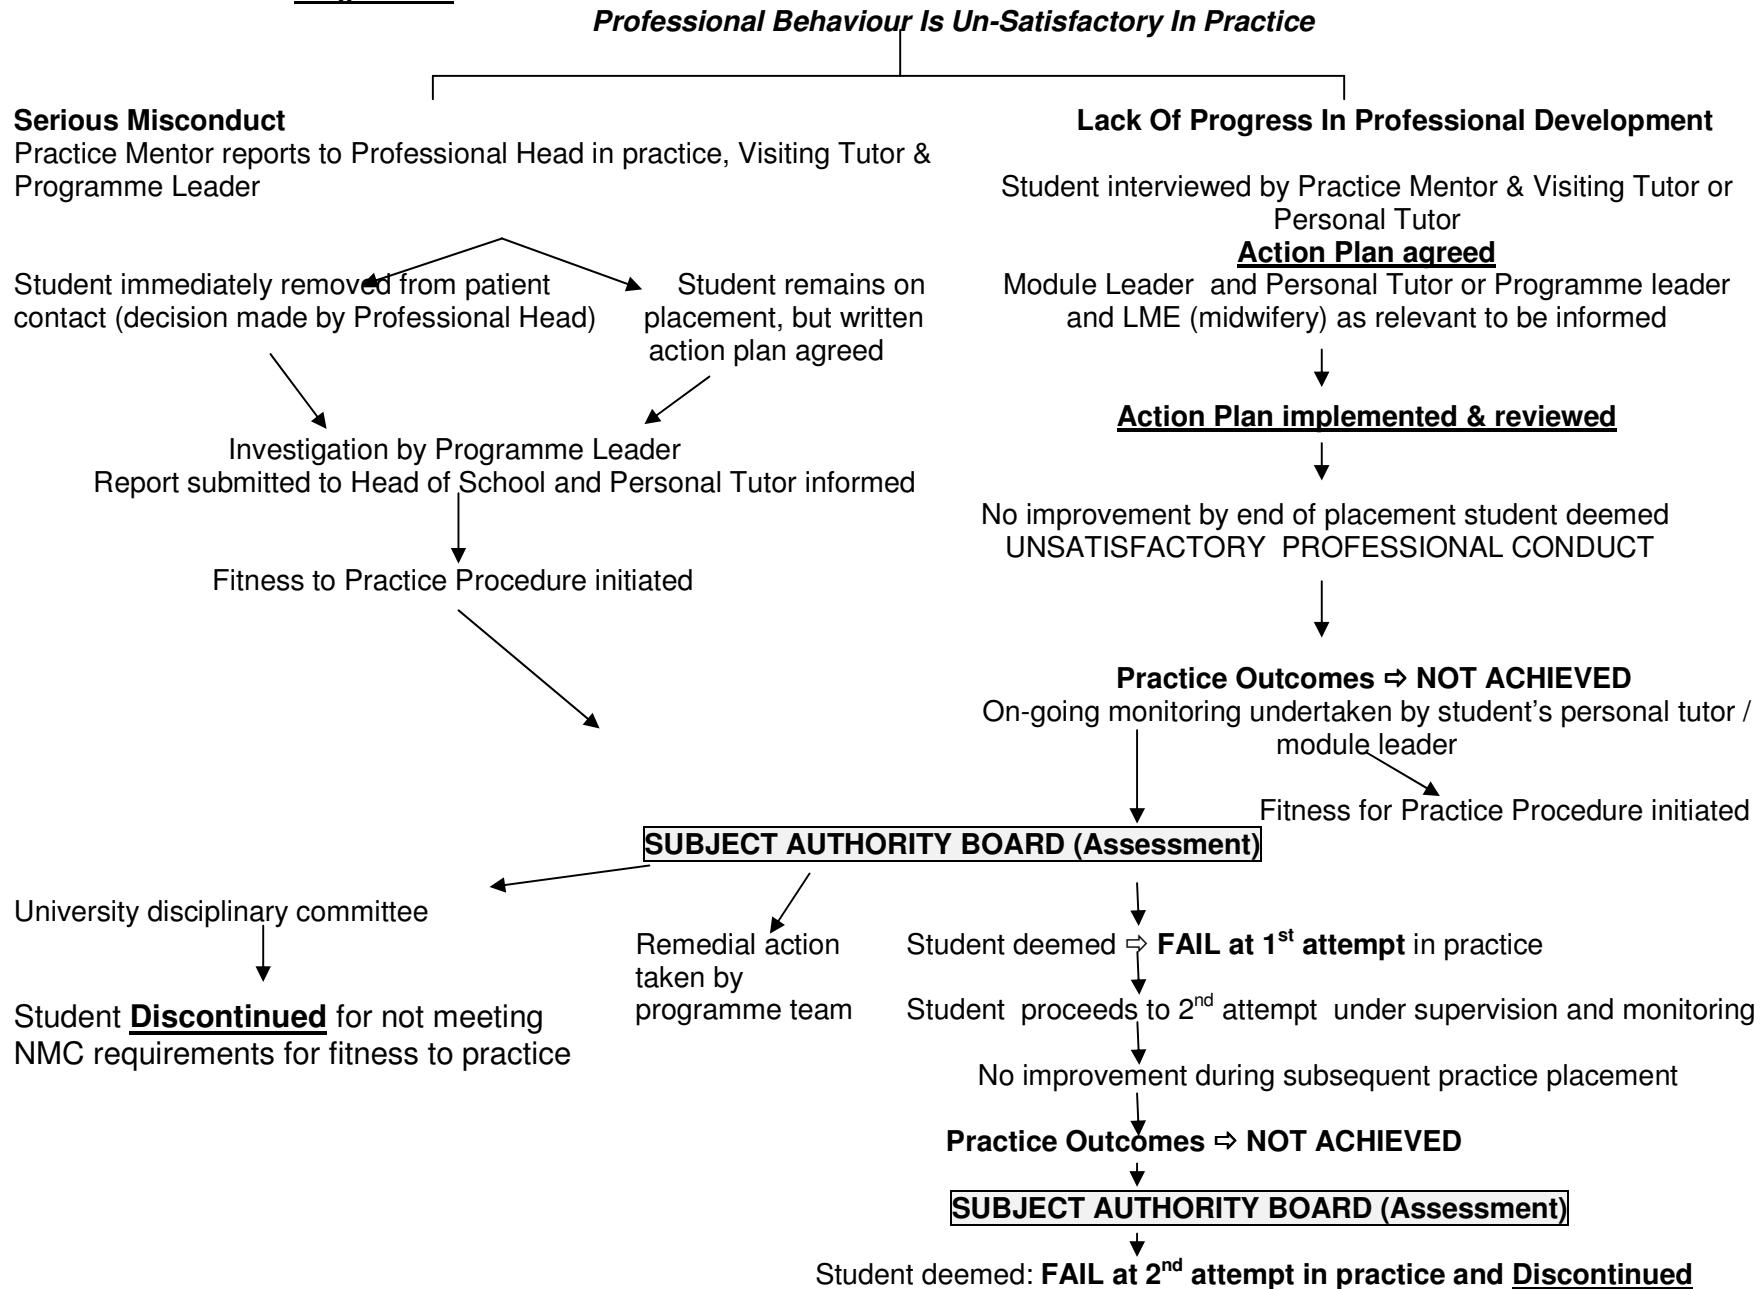 Professional Behaviour Is Un-Satisfactory In Practice
Serious Misconduct
Practice Mentor reports to Professional Head in practice, Visiting Tutor &
Programme Leader
Student immediately removed from patient
contact (decision made by Professional Head)
Student remains on
placement, but written
action plan agreed
Investigation by Programme Leader
Report submitted to Head of School and Personal Tutor informed
Fitness to Practice Procedure initiated
Lack Of Progress In Professional Development
Student interviewed by Practice Mentor & Visiting Tutor or
Personal Tutor
Action Plan agreed
Module Leader and Personal Tutor or Programme leader
and LME (midwifery) as relevant to be informed
Action Plan implemented & reviewed
No improvement by end of placement student deemed
UNSATISFACTORY PROFESSIONAL CONDUCT
Practice Outcomes ⇨ NOT ACHIEVED
On-going monitoring undertaken by student’s personal tutor /
module leader
Fitness for Practice Procedure initiated
SUBJECT AUTHORITY BOARD (Assessment)
University disciplinary committee
Student Discontinued for not meeting
NMC requirements for fitness to practice
Remedial action
taken by
programme team
Student deemed ⇨ FAIL at 1st attempt in practice
Student proceeds to 2nd attempt under supervision and monitoring
No improvement during subsequent practice placement
Practice Outcomes ⇨ NOT ACHIEVED
SUBJECT AUTHORITY BOARD (Assessment)
Student deemed: FAIL at 2nd attempt in practice and Discontinued